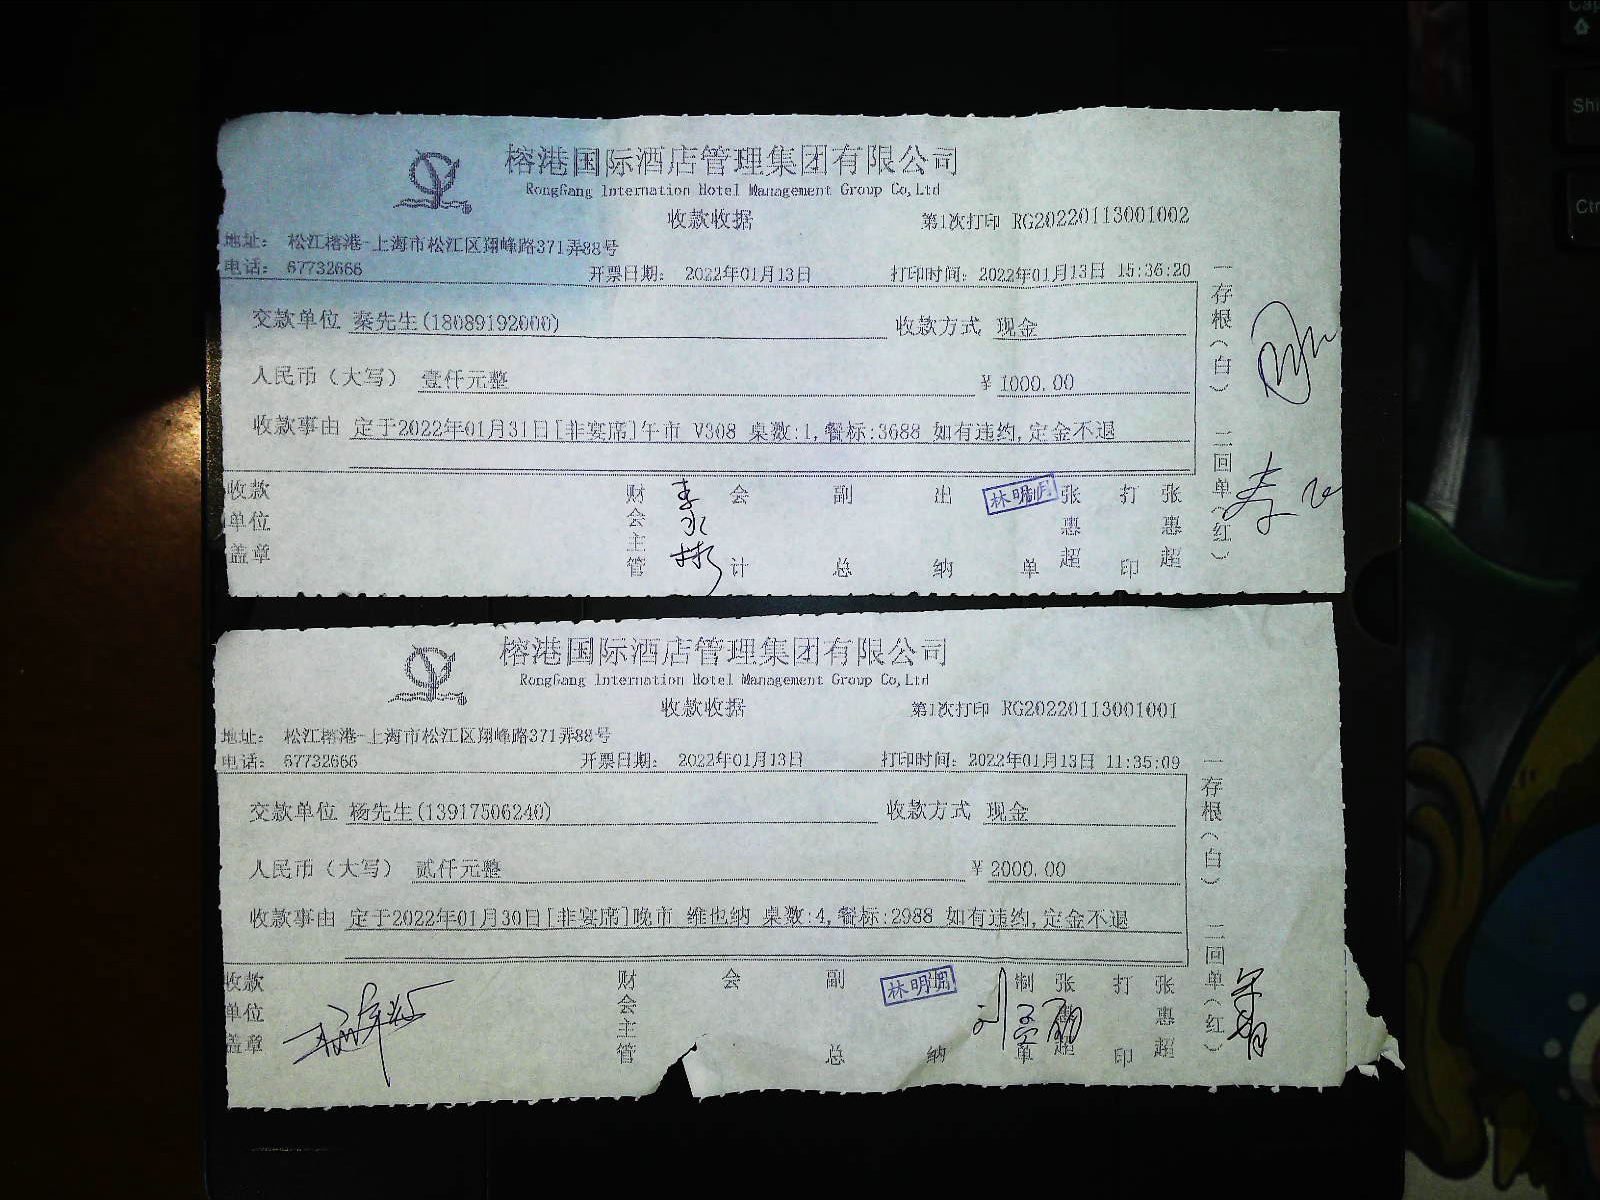 榕港国际酒店管理集团有限公司
RongGang Internation Hotel Management Group Co,Ltd
收款收据
第1次打印 RG20220113001002
地址: 松江榕港-上海市松江区翔峰路371弄88号
电话: 67732666
开票日期: 2022年01月13日
打印时间: 2022年01月13日 15:36:20
交款单位 秦先生(18089192000)
收款方式 现金
人民币(大写) 壹仟元整
¥ 1000.00
收款事由 定于2022年01月31日[非宴席]午市 V308 桌数:1,餐标:3688 如有违约,定金不退
收款单位盖章
财会主管
李永彬
会计
副总
出纳
林明月
制单
张惠超
打印
张惠超
一存根(白) 二回单(红)
榕港国际酒店管理集团有限公司
RongGang Internation Hotel Management Group Co,Ltd
收款收据
第1次打印 RG20220113001001
地址: 松江榕港-上海市松江区翔峰路371弄88号
电话: 67732666
开票日期: 2022年01月13日
打印时间: 2022年01月13日 11:35:09
交款单位 杨先生(13917506240)
收款方式 现金
人民币(大写) 贰仟元整
¥ 2000.00
收款事由 定于2022年01月30日[非宴席]晚市 维也纳 桌数:4,餐标:2988 如有违约,定金不退
收款单位盖章
财会主管
会
副总
出纳
林明月
制单
张惠超
打印
张惠超
一存根(白) 二回单(红)